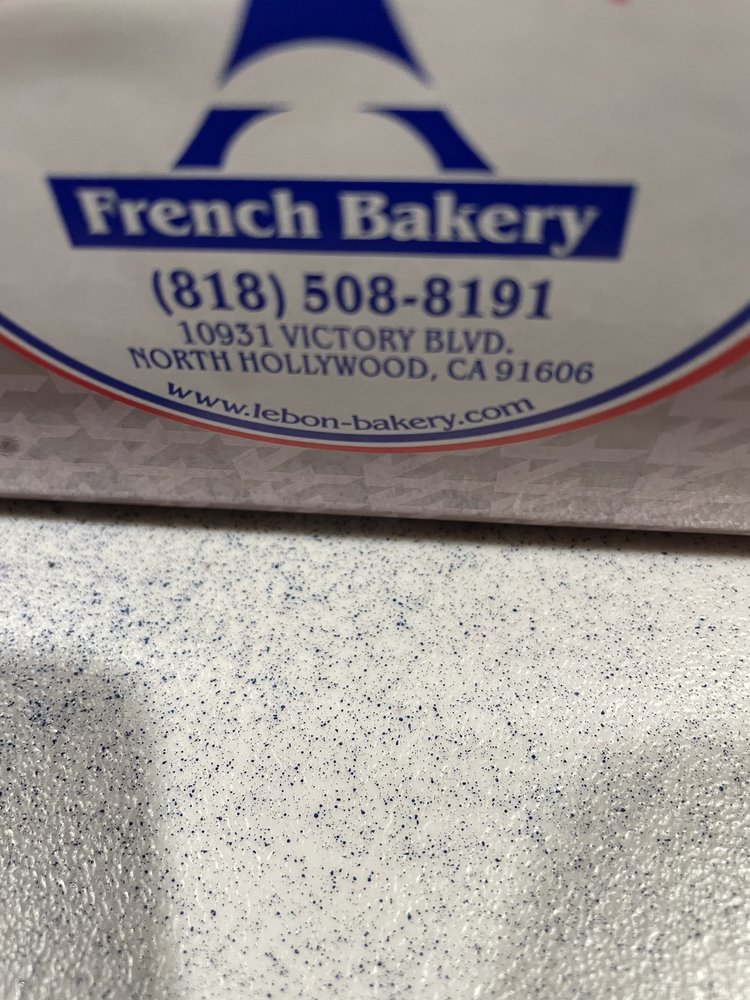 French Bakery
(818) 508-8191
10931 VICTORY BLVD.
NORTH HOLLYWOOD, CA 91606
www.lebon-bakery.com